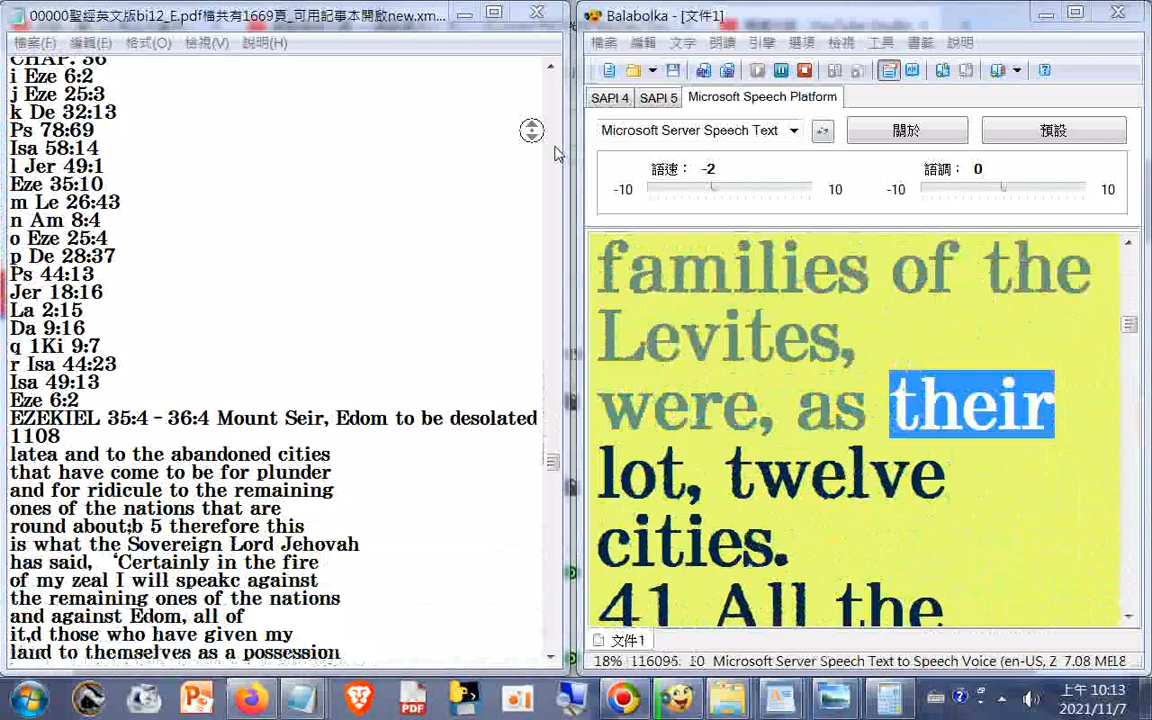 00000聖經英文版bi12_E.pdf檔共有1669頁_可用記事本開啟new.xm...
檔案(F) 編輯(E) 格式(O) 檢視(V) 說明(H)
CHAP. 36
i Eze 6:2
j Eze 25:3
k De 32:13
Ps 78:69
Isa 58:14
l Jer 49:1
Eze 35:10
m Le 26:43
n Am 8:4
o Eze 25:4
p De 28:37
Ps 44:13
Jer 18:16
La 2:15
Da 9:16
q 1Ki 9:7
r Isa 44:23
Isa 49:13
Eze 6:2
EZEKIEL 35:4–36:4 Mount Seir, Edom to be desolated
1108
latea and to the abandoned cities
that have come to be for plunder
and for ridicule to the remaining
ones of the nations that are
round about;b 5 therefore this
is what the Sovereign Lord Jehovah
has said, ‘Certainly in the fire
of my zeal I will speakc against
the remaining ones of the nations
and against Edom, all of
it,d those who have given my
land to themselves as a possession
Balabolka - [文件1]
檔案 編輯 文字 朗讀 引擎 選項 檢視 工具 書籤 說明
SAPI 4 SAPI 5 Microsoft Speech Platform
Microsoft Server Speech Text 關於 預設
語速： -2 語調： 0
-10 10 -10 10
families of the
Levites,
were, as their
lot, twelve
cities.
41 All the
文件1
18% Microsoft Server Speech Text to Speech Voice (en-US, Z 7.08 ME
PDF
上午 10:13
2021/11/7